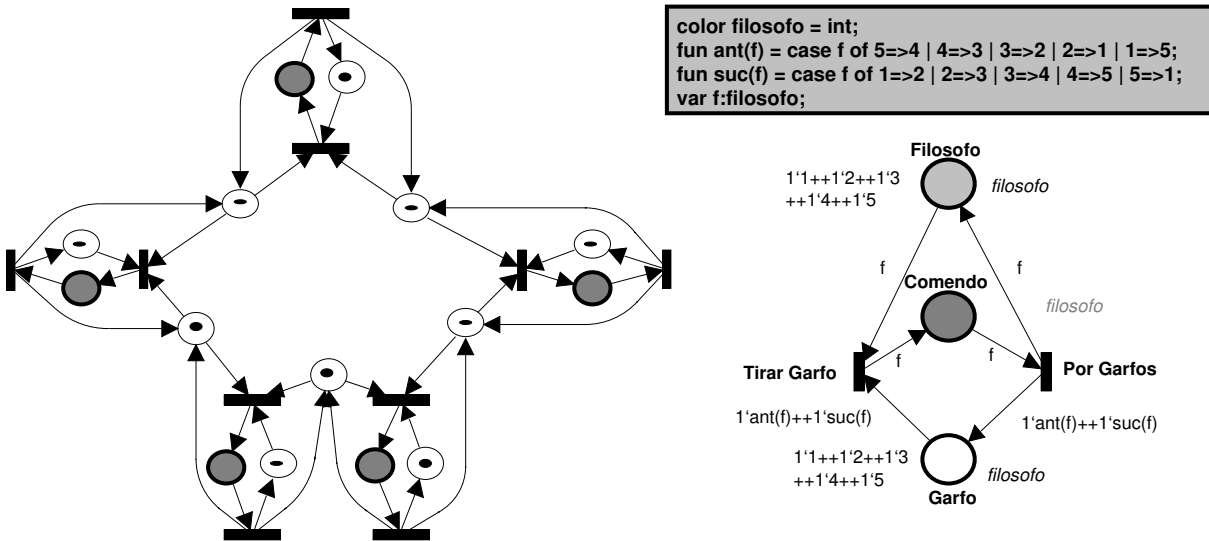 color filosofo = int;
fun ant(f) = case f of 5=>4 | 4=>3 | 3=>2 | 2=>1 | 1=>5;
fun suc(f) = case f of 1=>2 | 2=>3 | 3=>4 | 4=>5 | 5=>1;
var f:filosofo;
Filosofo
1‘1++1‘2++1‘3
++1‘4++1‘5
filosofo
f
f
Comendo
filosofo
f
f
Tirar Garfo
Por Garfos
1‘ant(f)++1‘suc(f)
1‘ant(f)++1‘suc(f)
1‘1++1‘2++1‘3
++1‘4++1‘5
filosofo
Garfo